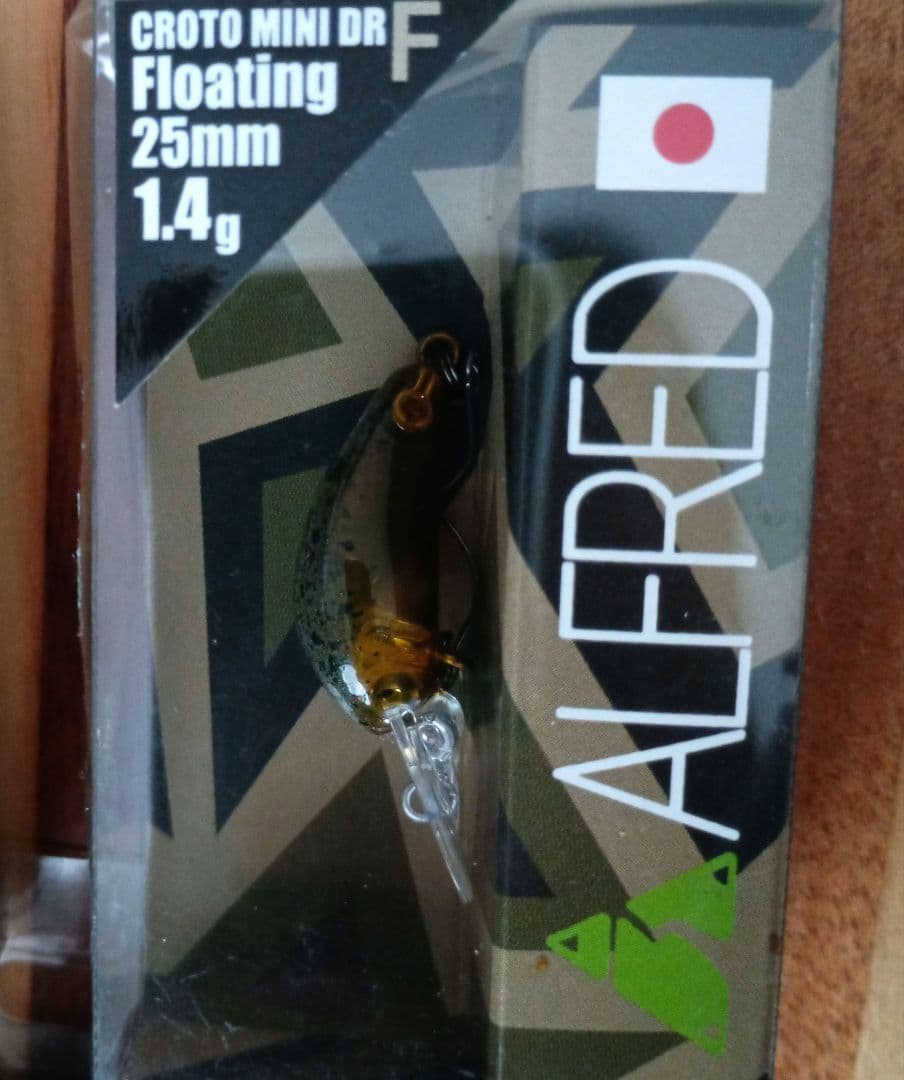 CROTO MINI DR F
Floating
25mm
1.4g
ALFRED